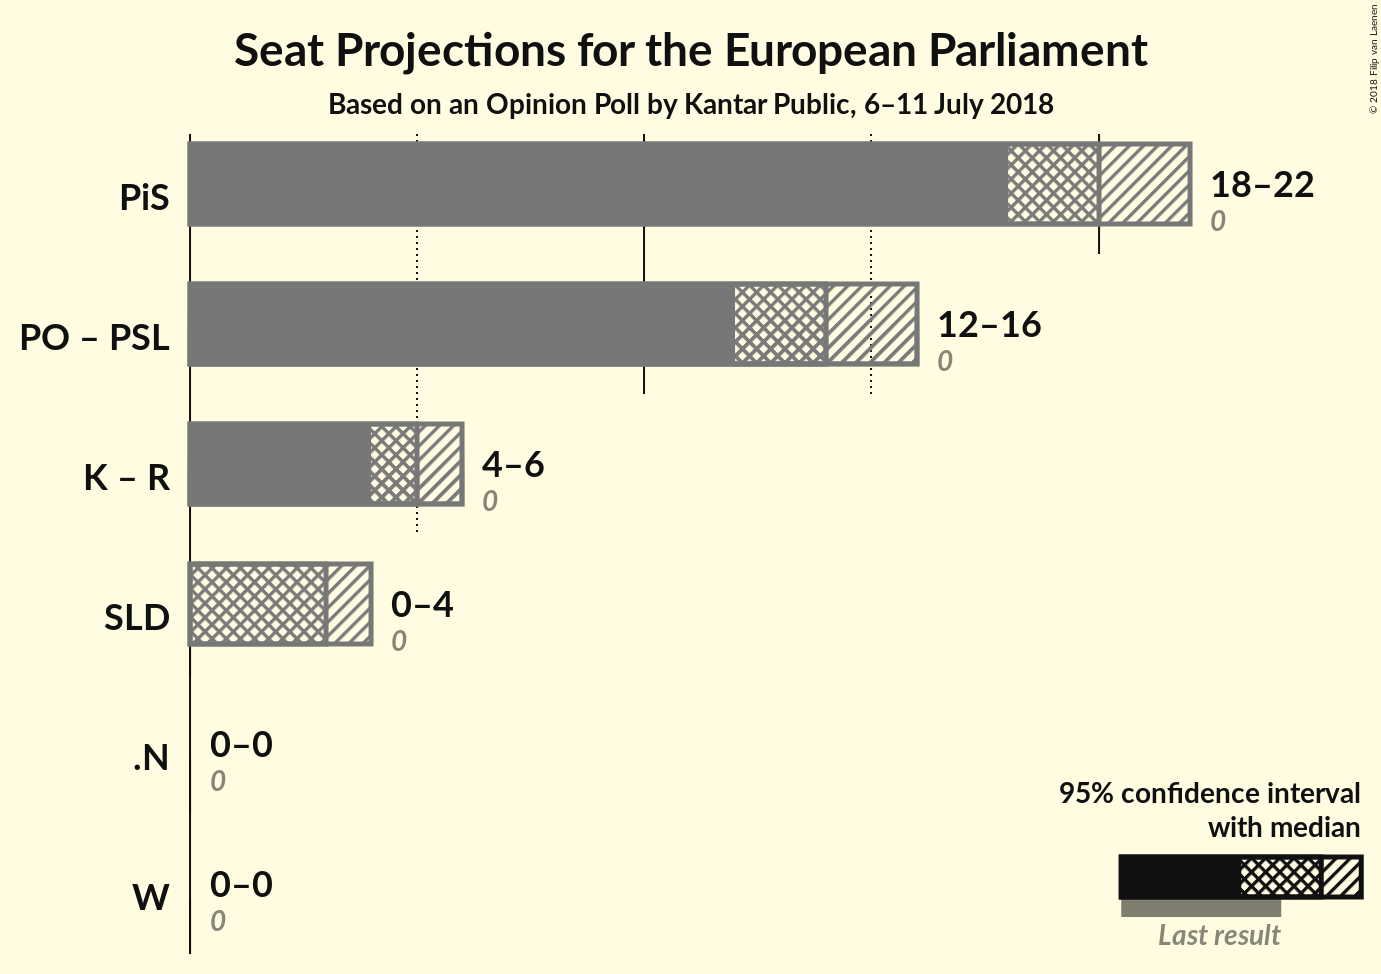 Seat Projections for the European Parliament
Based on an Opinion Poll by Kantar Public, 6–11 July 2018
© 2018 Filip van Laenen
PiS
18–22
0
PO – PSL
12–16
0
K – R
4–6
0
SLD
0–4
0
.N
0–0
0
W
0–0
0
95% confidence interval
with median
Last result